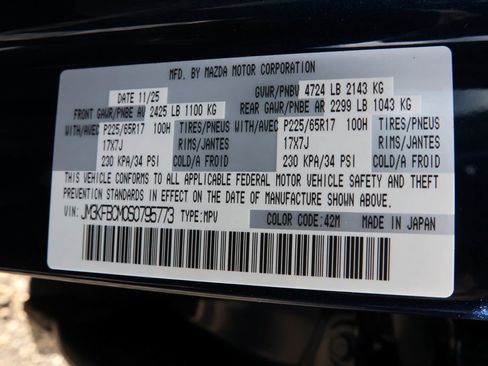 MFD. BY MAZDA MOTOR CORPORATION
DATE 11/25 GVWR/PNBV 4724 LB 2143 KG
FRONT GAWR/PNBE AV 2425 LB 1100 KG REAR GAWR/PNBE AR 2299 LB 1043 KG
WITH/AVEC P225/65R17 100H TIRES/PNEUS WITH/AVEC P225/65R17 100H TIRES/PNEUS
17X7J RIMS/JANTES 17X7J RIMS/JANTES
230 KPA/34 PSI COLD/A FROID 230 KPA/34 PSI COLD/A FROID
THIS VEHICLE CONFORMS TO ALL APPLICABLE FEDERAL MOTOR VEHICLE SAFETY AND THEFT
PREVENTION STANDARDS IN EFFECT ON THE DATE OF MANUFACTURE SHOWN ABOVE.
VIN: JM3KFBCM0S0795773 TYPE: MPV COLOR CODE: 42M MADE IN JAPAN